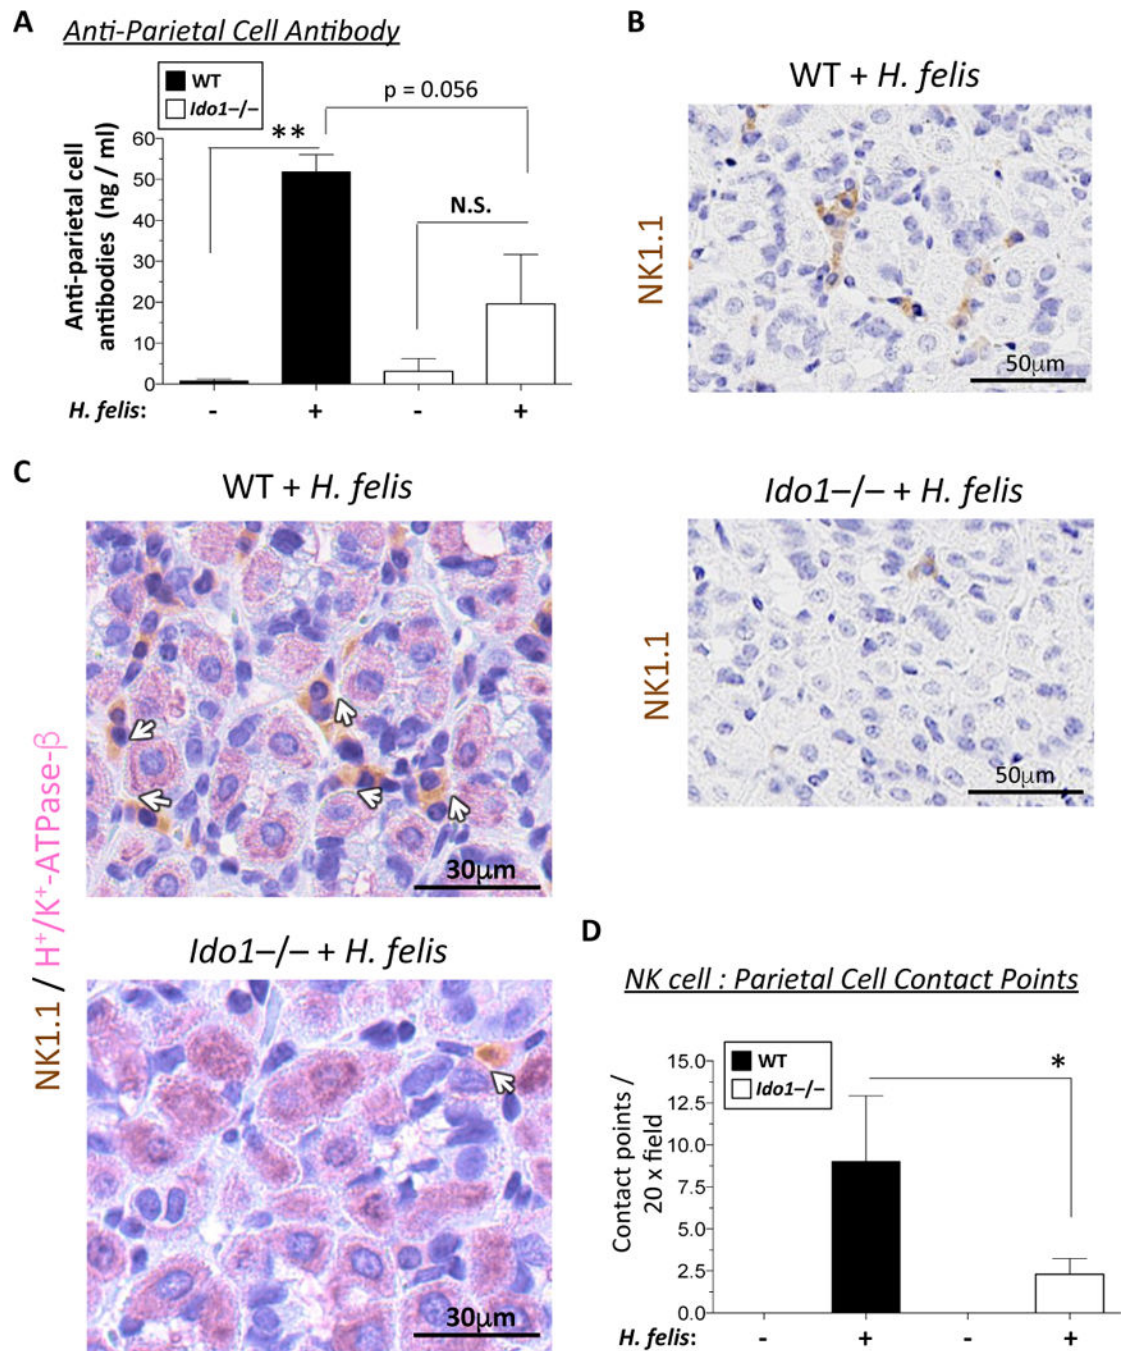 A
Anti-Parietal Cell Antibody
WT
Ido1–/–
p = 0.056
**
N.S.
Anti-parietal cell
antibodies (ng / ml)
60
50
40
30
20
10
0
H. felis:
-
+
-
+
B
WT + H. felis
NK1.1
50μm
Ido1–/– + H. felis
NK1.1
50μm
C
WT + H. felis
30μm
NK1.1 / H⁺/K⁺-ATPase-β
Ido1–/– + H. felis
30μm
D
NK cell : Parietal Cell Contact Points
WT
Ido1–/–
*
Contact points /
20 x field
15.0
12.5
10.0
7.5
5.0
2.5
0.0
H. felis:
-
+
-
+